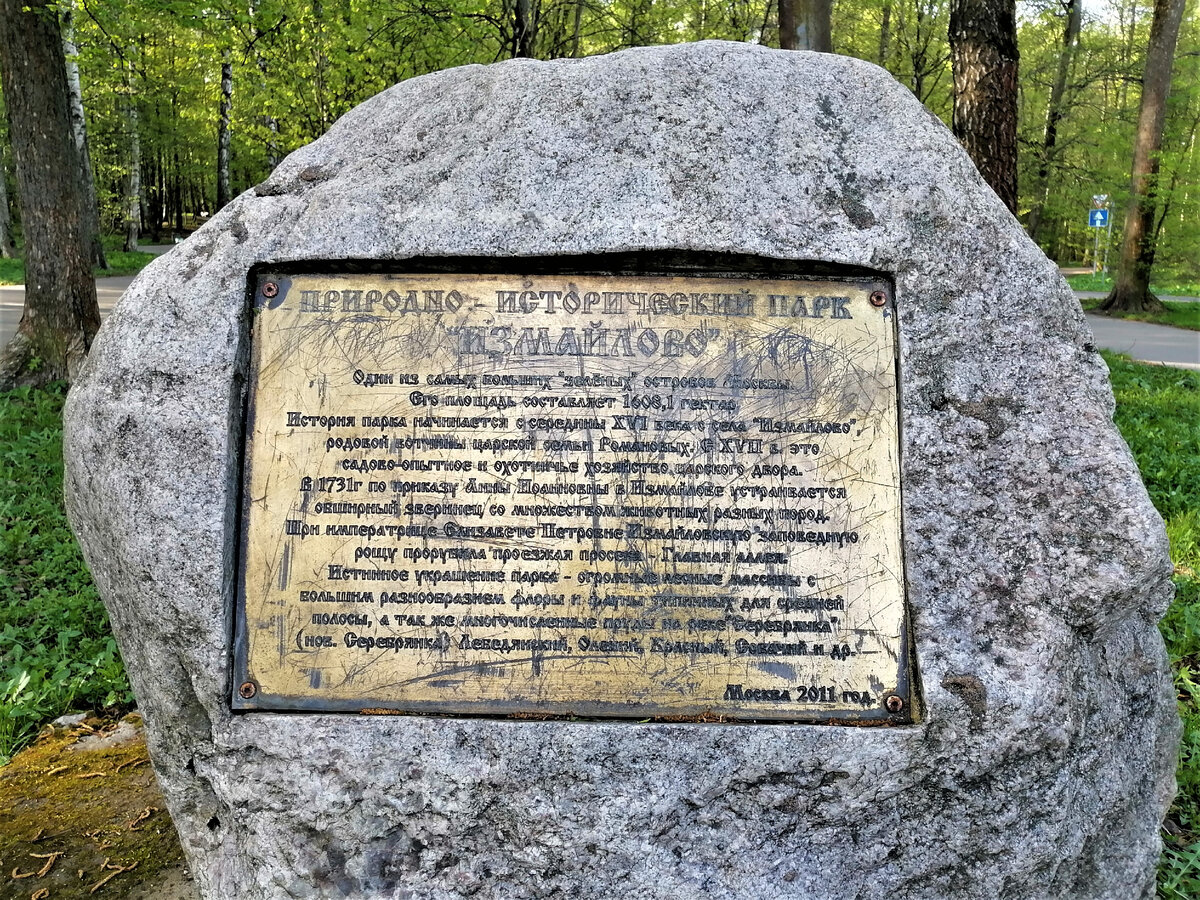 ПРИРОДНО - ИСТОРИЧЕСКИЙ ПАРК
"ИЗМАЙЛОВО"
Один из самых больших "зелёных" островов Москвы.
Его площадь составляет 1608,1 гектар
История парка начинается с середины XVI века с села "Измайлово",
родовой вотчины царской семьи Романовых. С XVII в. это
садово-опытное и охотничье хозяйство царского двора.
В 1731г по приказу Анны Иоанновны в Измайлове устраивается
обширный зверинец, со множеством животных разных пород.
При императрице Елизавете Петровне Измайловскую "заповедную
рощу прорубила проезжая просека - Главная аллея.
Истинное украшение парка - огромные лесные массивы с
большим разнообразием флоры и фауны типичных для средней
полосы, а так же многочисленные пруды на реке "Серебрянка"
(нов. Серебрянка) Лебедянский, Олений, Красный, Собачий и др.
Москва 2011 год